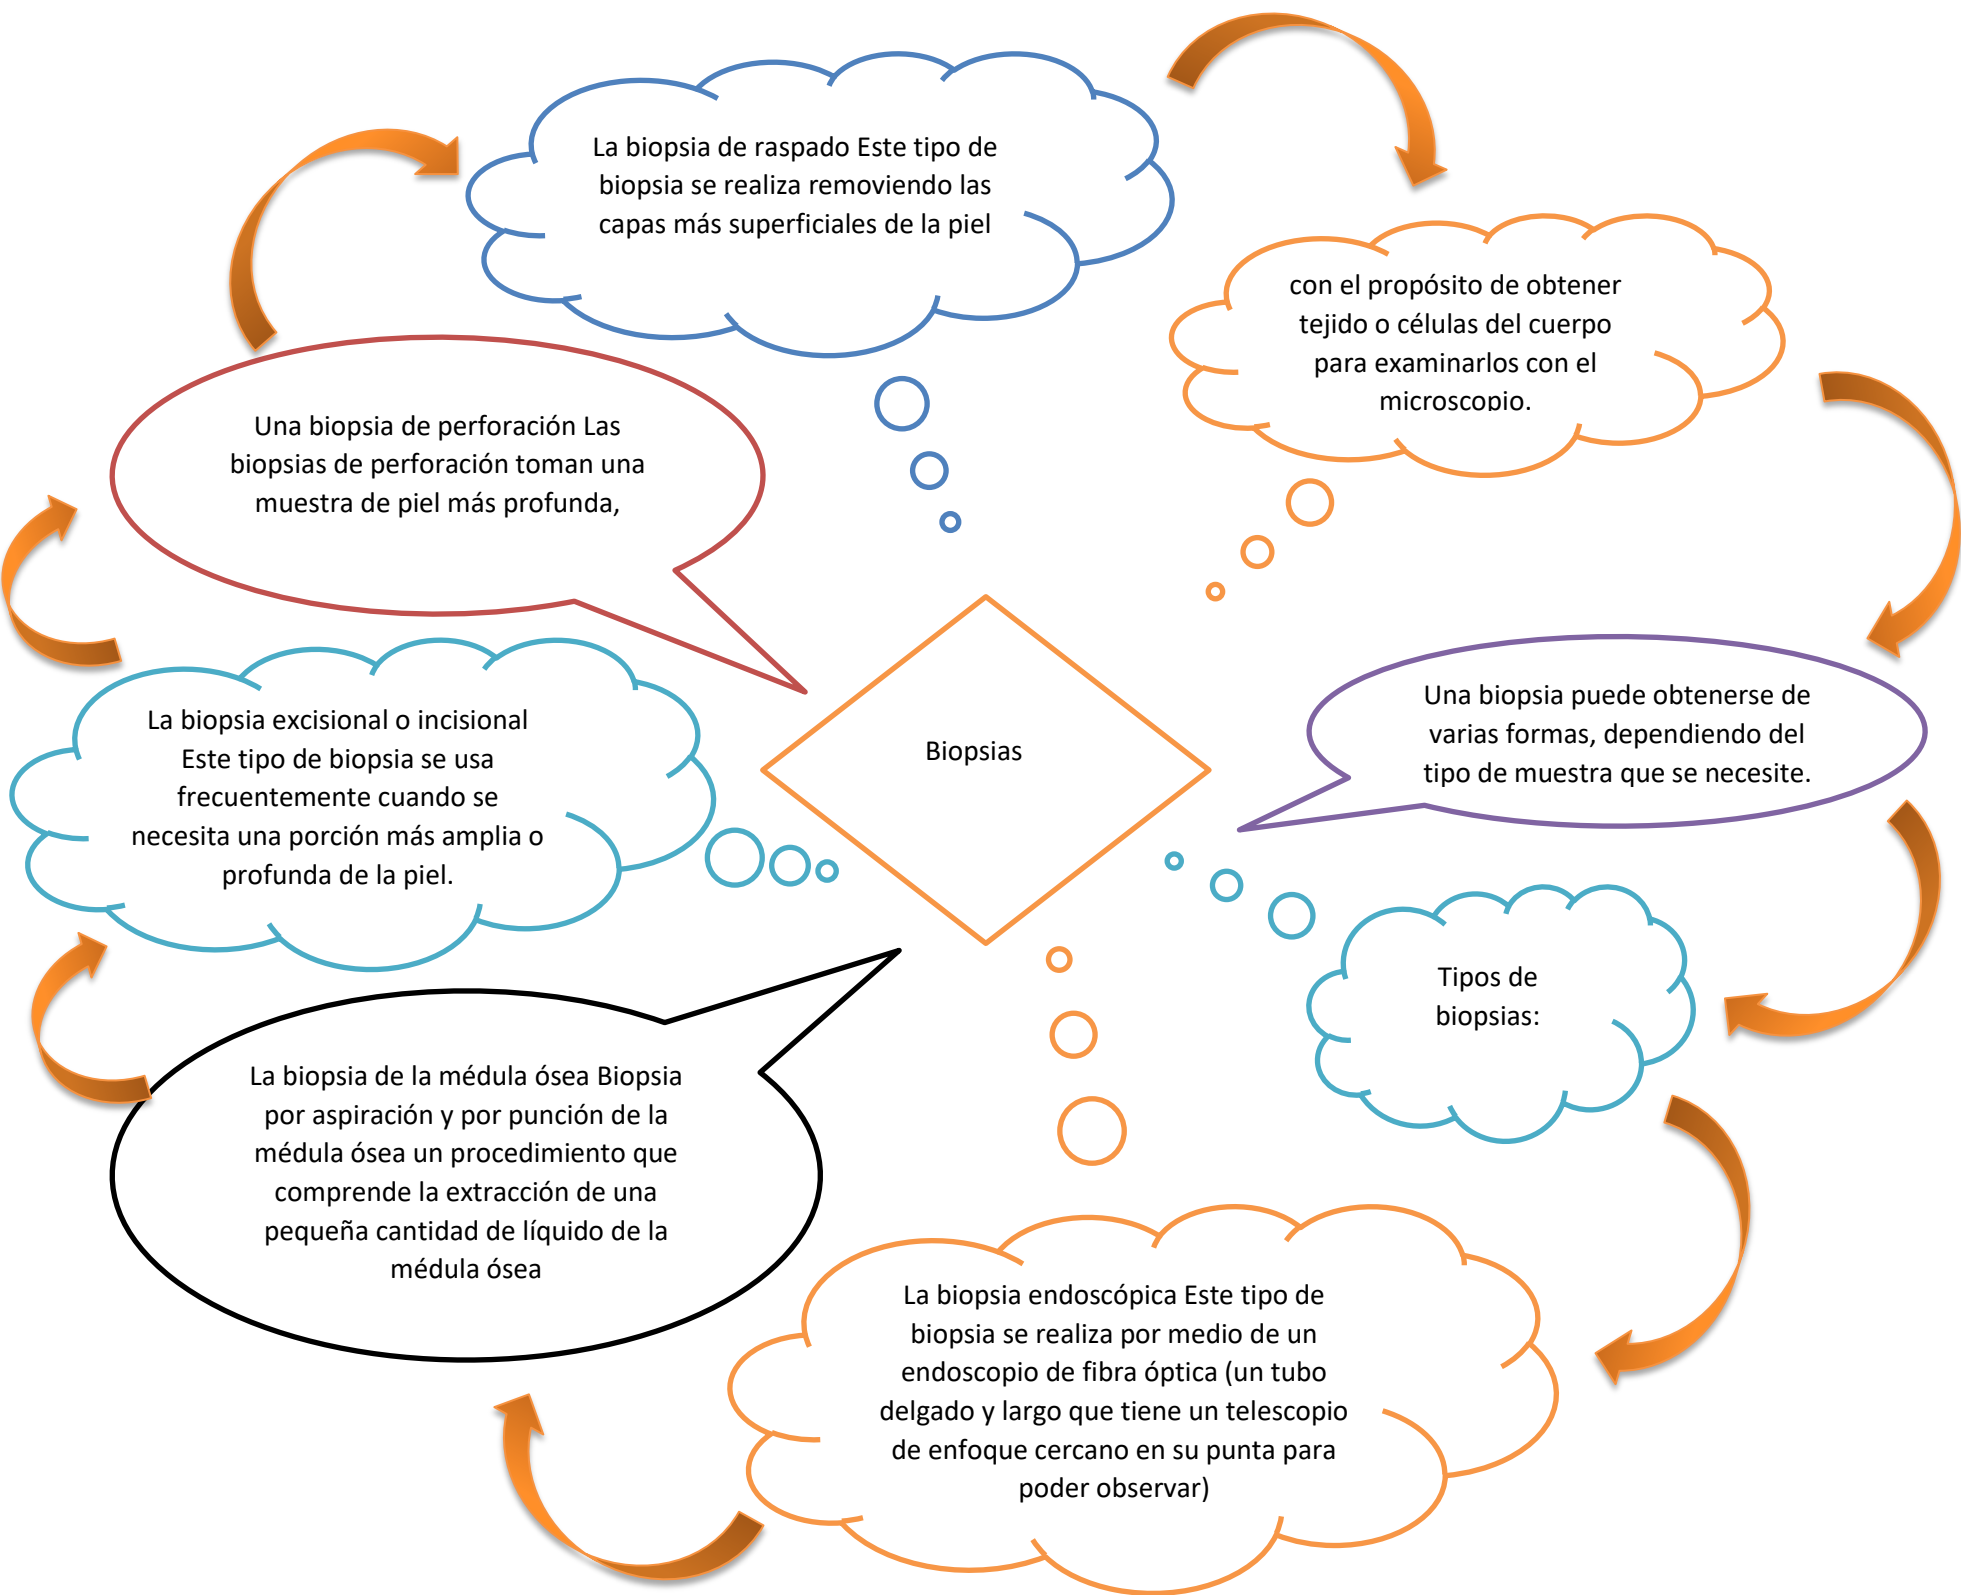 La biopsia de raspado Este tipo de
biopsia se realiza removiendo las
capas más superficiales de la piel
con el propósito de obtener
tejido o células del cuerpo
para examinarlos con el
microscopio.
Una biopsia de perforación Las
biopsias de perforación toman una
muestra de piel más profunda,
Una biopsia puede obtenerse de
varias formas, dependiendo del
tipo de muestra que se necesite.
La biopsia excisional o incisional
Este tipo de biopsia se usa
frecuentemente cuando se
necesita una porción más amplia o
profunda de la piel.
Biopsias
Tipos de
biopsias:
La biopsia de la médula ósea Biopsia
por aspiración y por punción de la
médula ósea un procedimiento que
comprende la extracción de una
pequeña cantidad de líquido de la
médula ósea
La biopsia endoscópica Este tipo de
biopsia se realiza por medio de un
endoscopio de fibra óptica (un tubo
delgado y largo que tiene un telescopio
de enfoque cercano en su punta para
poder observar)